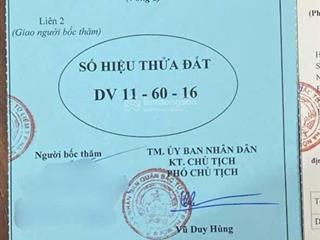 Liên 2
(Giao người bốc thăm)
SỐ HIỆU THỬA ĐẤT
DV 11 - 60 - 16
Người bốc thăm
TM. ỦY BAN NHÂN DÂN
KT. CHỦ TỊCH
PHÓ CHỦ TỊCH
Vũ Duy Hùng